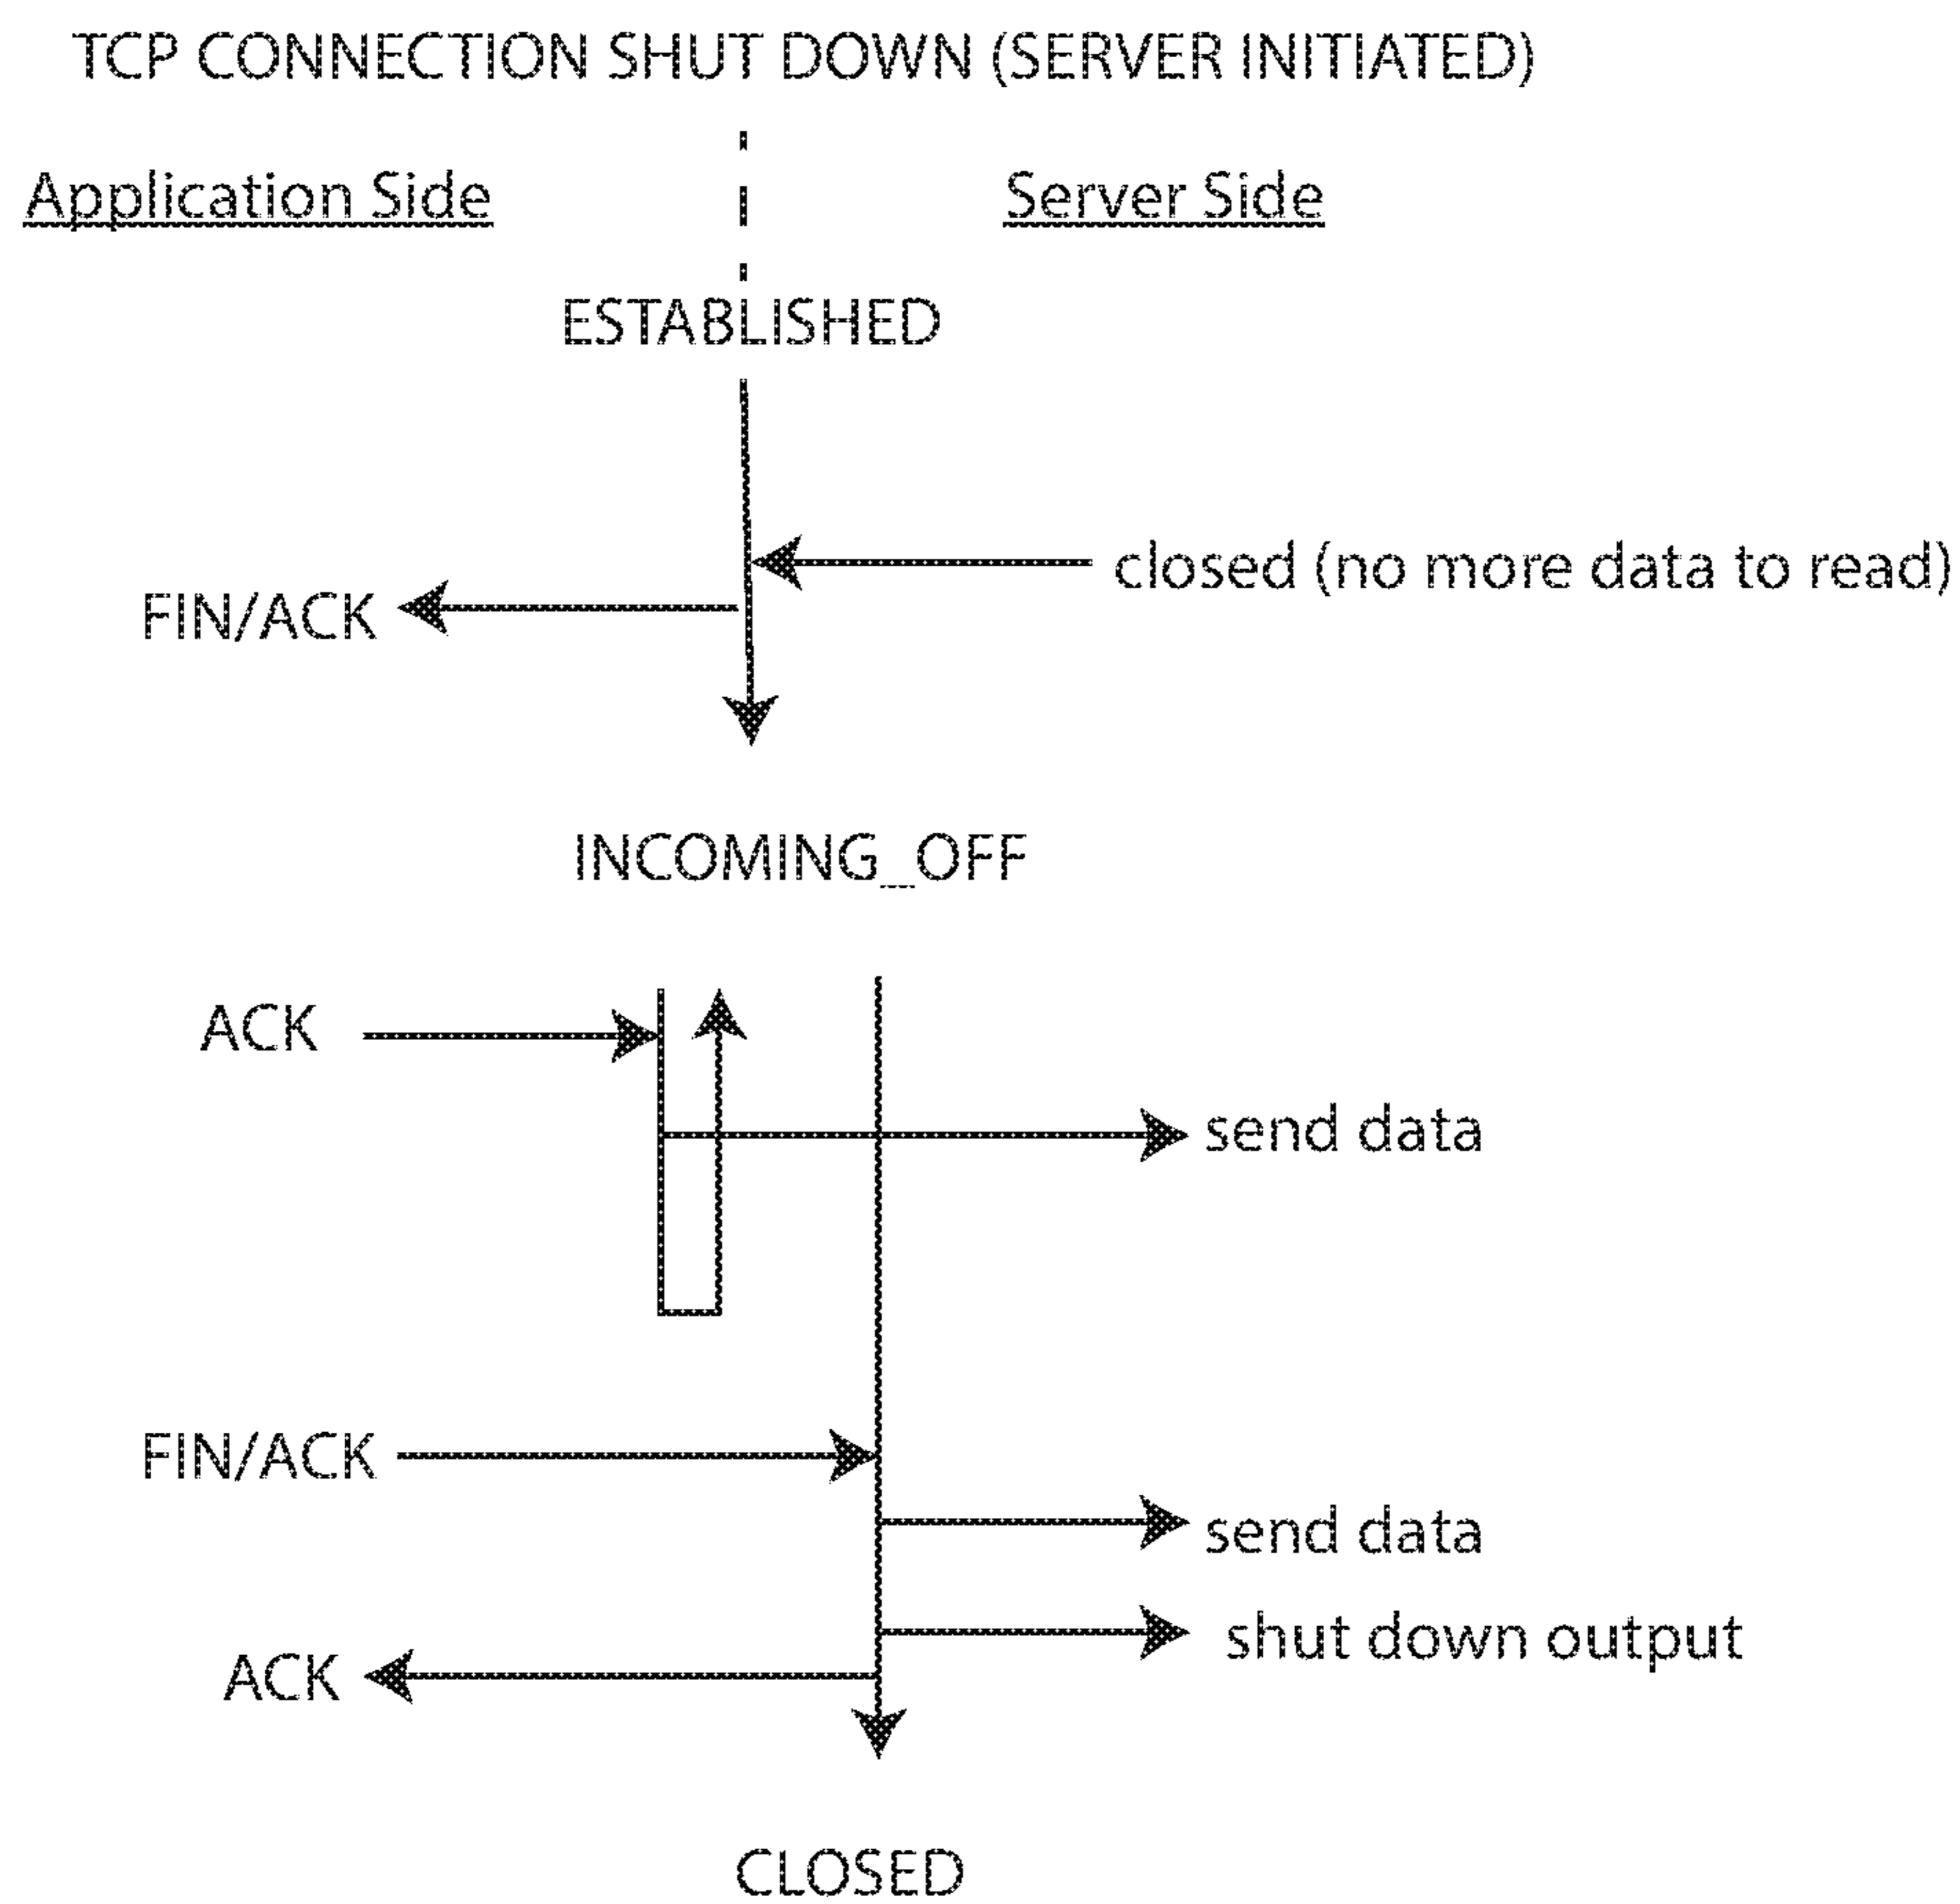 TCP CONNECTION SHUT DOWN (SERVER INITIATED)
Application Side
Server Side
ESTABLISHED
closed (no more data to read)
FIN/ACK
INCOMING_OFF
ACK
send data
FIN/ACK
send data
shut down output
ACK
CLOSED